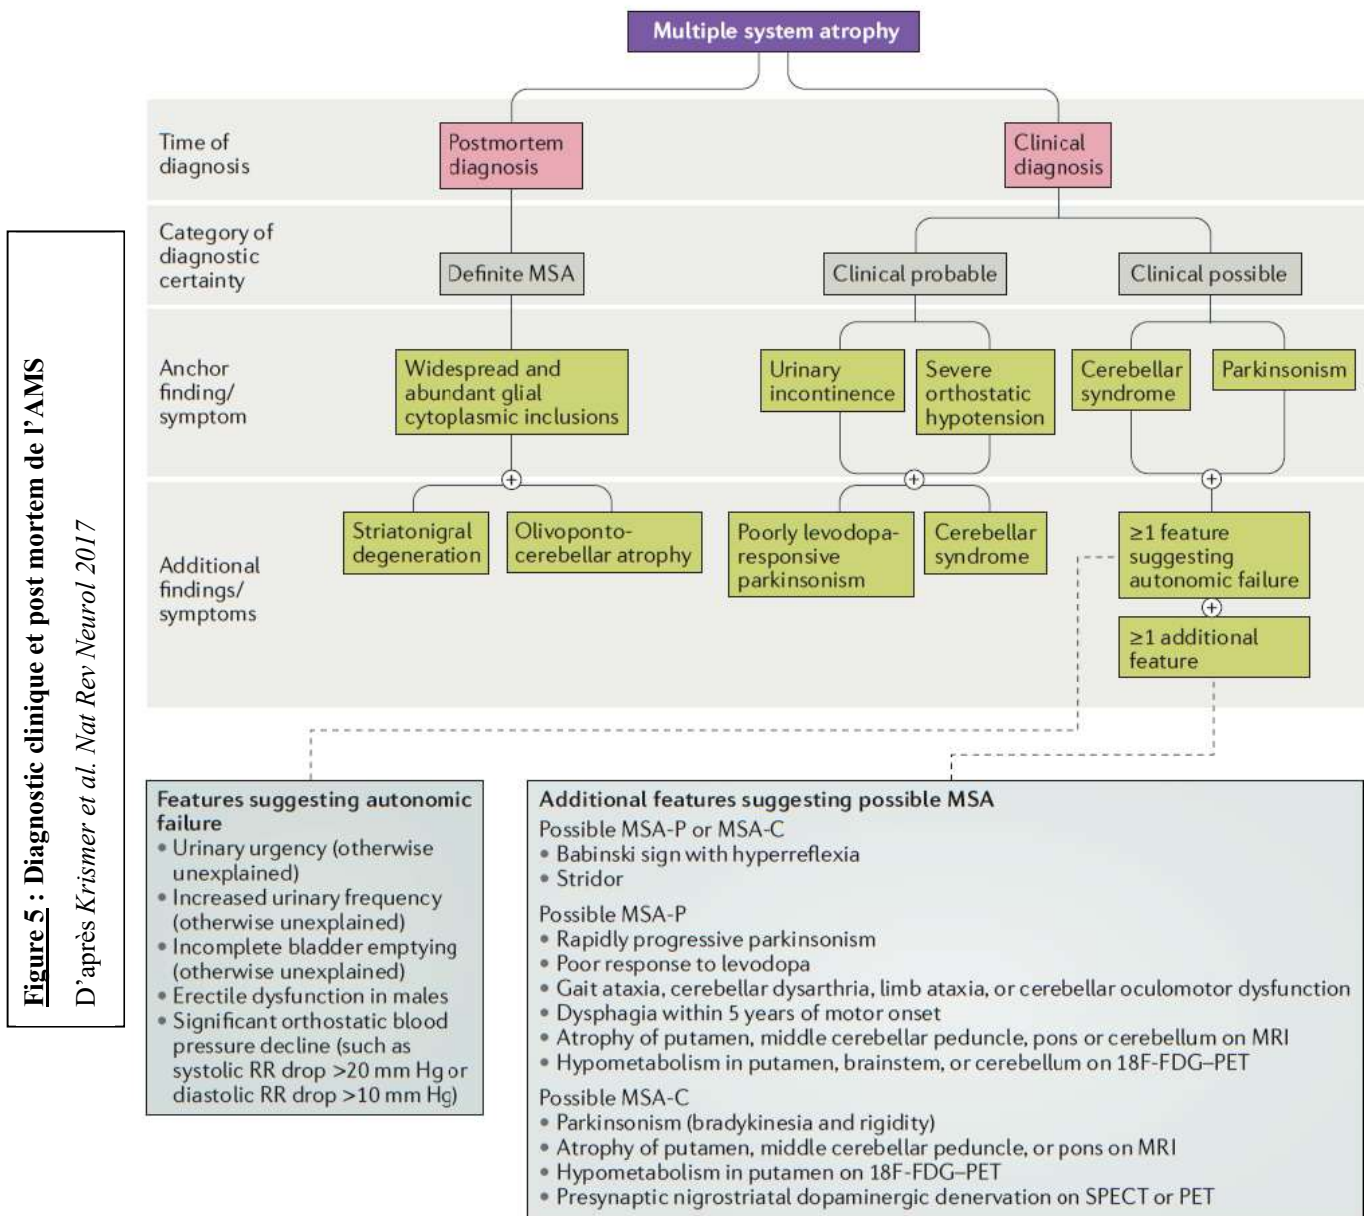 Multiple system atrophy
Time of
diagnosis
Postmortem
diagnosis
Clinical
diagnosis
Category of
diagnostic
certainty
Definite MSA
Clinical probable
Clinical possible
Anchor
finding/
symptom
Widespread and
abundant glial
cytoplasmic inclusions
Urinary
incontinence
Severe
orthostatic
hypotension
Cerebellar
syndrome
Parkinsonism
+
+
+
Additional
findings/
symptoms
Striatonigral
degeneration
Olivoponto-
cerebellar atrophy
Poorly levodopa-
responsive
parkinsonism
Cerebellar
syndrome
≥1 feature
suggesting
autonomic failure
+
≥1 additional
feature
Features suggesting autonomic
failure
• Urinary urgency (otherwise
unexplained)
• Increased urinary frequency
(otherwise unexplained)
• Incomplete bladder emptying
(otherwise unexplained)
• Erectile dysfunction in males
• Significant orthostatic blood
pressure decline (such as
systolic RR drop >20 mm Hg or
diastolic RR drop >10 mm Hg)
Additional features suggesting possible MSA
Possible MSA-P or MSA-C
• Babinski sign with hyperreflexia
• Stridor
Possible MSA-P
• Rapidly progressive parkinsonism
• Poor response to levodopa
• Gait ataxia, cerebellar dysarthria, limb ataxia, or cerebellar oculomotor dysfunction
• Dysphagia within 5 years of motor onset
• Atrophy of putamen, middle cerebellar peduncle, pons or cerebellum on MRI
• Hypometabolism in putamen, brainstem, or cerebellum on 18F-FDG–PET
Possible MSA-C
• Parkinsonism (bradykinesia and rigidity)
• Atrophy of putamen, middle cerebellar peduncle, or pons on MRI
• Hypometabolism in putamen on 18F-FDG–PET
• Presynaptic nigrostriatal dopaminergic denervation on SPECT or PET
Figure 5 : Diagnostic clinique et post mortem de l’AMS
D’après Krismer et al. Nat Rev Neurol 2017